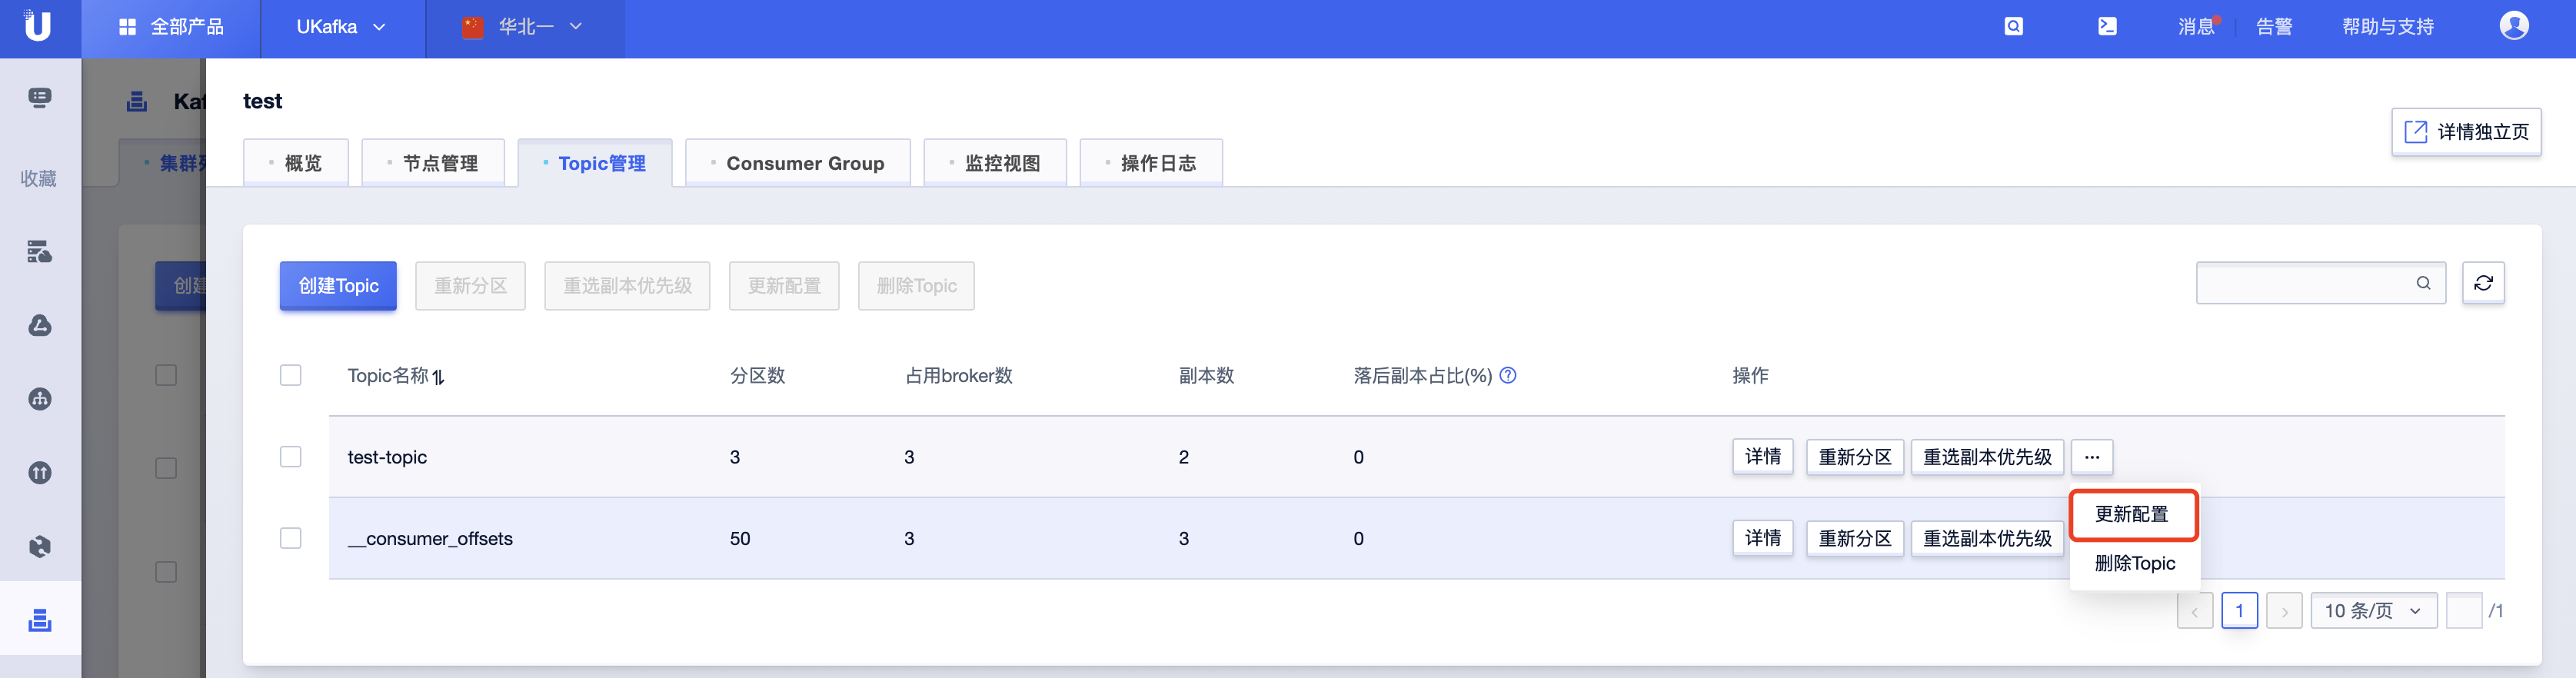 全部产品
UKafka
华北一
消息
告警
帮助与支持
收藏
test
详情独立页
概览
节点管理
Topic管理
Consumer Group
监控视图
操作日志
创建Topic
重新分区
重选副本优先级
更新配置
删除Topic
Topic名称
分区数
占用broker数
副本数
落后副本占比(%)
操作
test-topic
3
3
2
0
详情
重新分区
重选副本优先级
...
__consumer_offsets
50
3
3
0
详情
重新分区
重选副本优先级
更新配置
删除Topic
1
10 条/页
/1